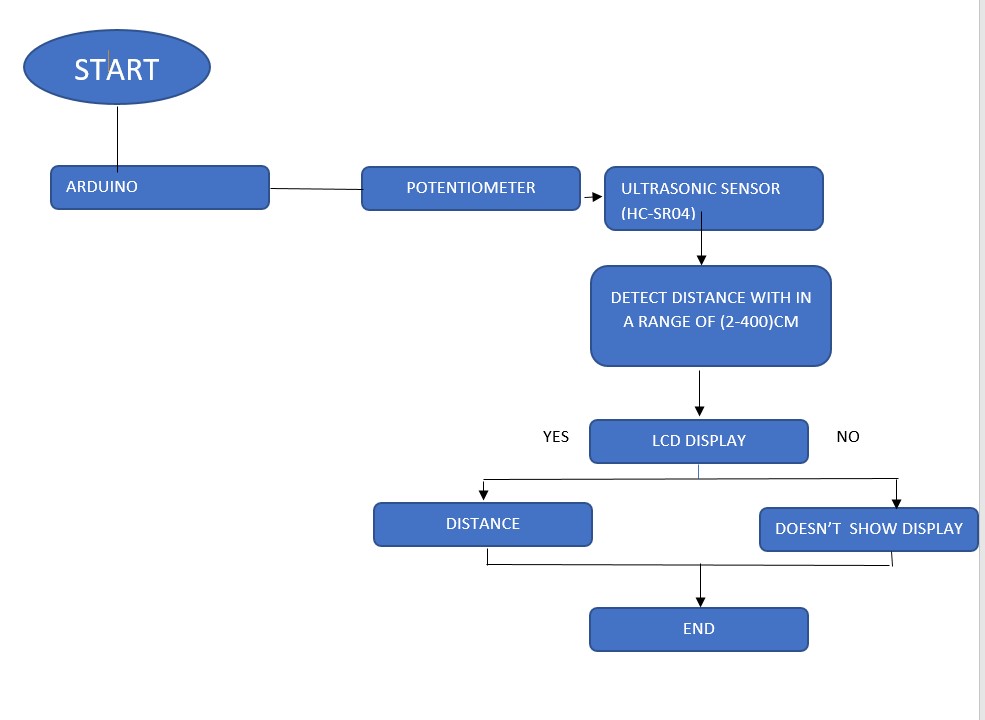 START
ARDUINO
POTENTIOMETER
ULTRASONIC SENSOR
(HC-SR04)
DETECT DISTANCE WITH IN
A RANGE OF (2-400)CM
YES
LCD DISPLAY
NO
DISTANCE
DOESN'T  SHOW DISPLAY
END